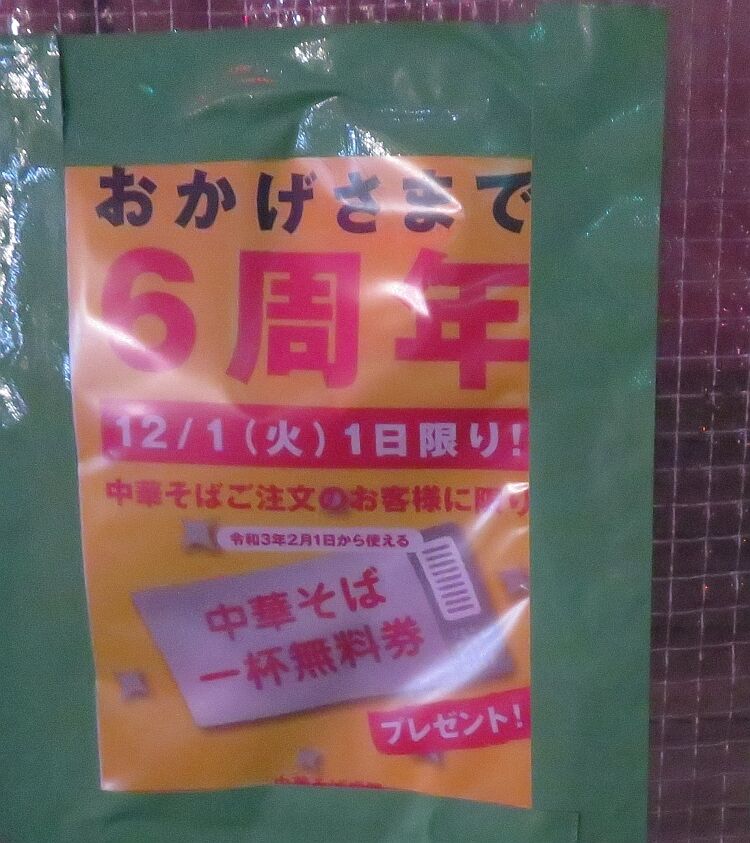 おかげさまで
6周年
12/1(火)1日限り!
中華そばご注文のお客様に限り
令和3年2月1日から使える
中華そば
一杯無料券
プレゼント!